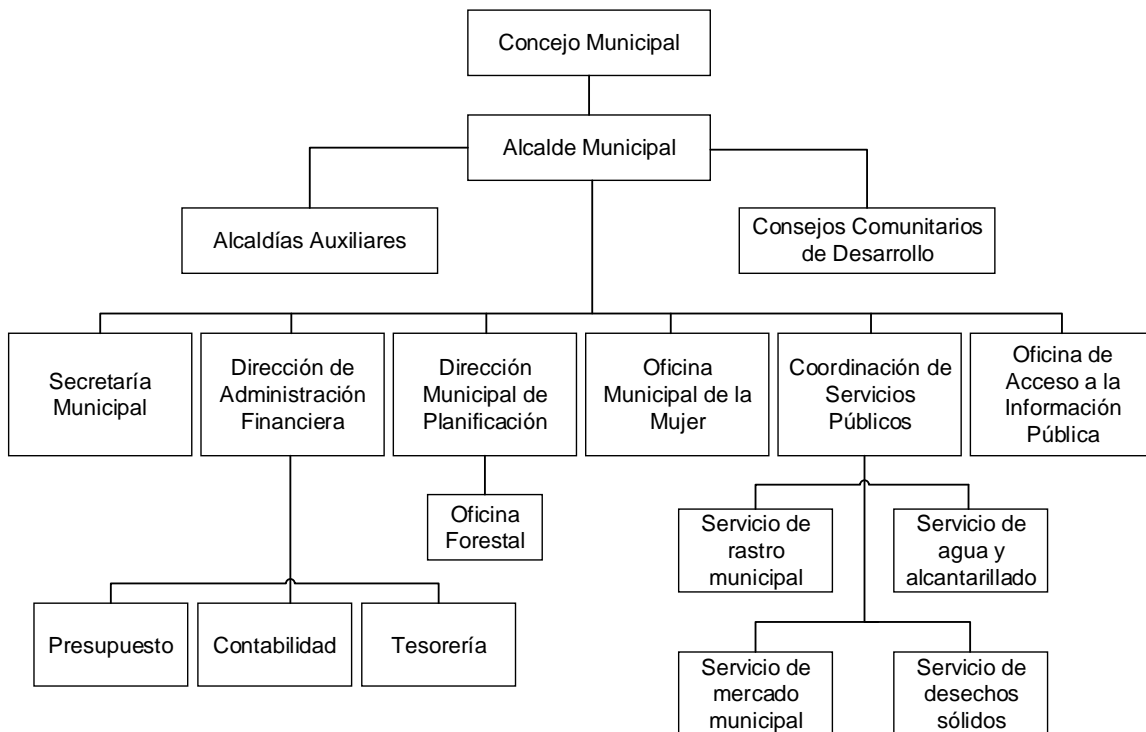 Concejo Municipal
Alcalde Municipal
Alcaldías Auxiliares
Consejos Comunitarios
de Desarrollo
Secretaría
Municipal
Dirección de
Administración
Financiera
Dirección
Municipal de
Planificación
Oficina
Municipal de la
Mujer
Coordinación de
Servicios
Públicos
Oficina de
Acceso a la
Información
Pública
Oficina
Forestal
Servicio de
rastro
municipal
Servicio de
agua y
alcantarillado
Presupuesto
Contabilidad
Tesorería
Servicio de
mercado
municipal
Servicio de
desechos
sólidos